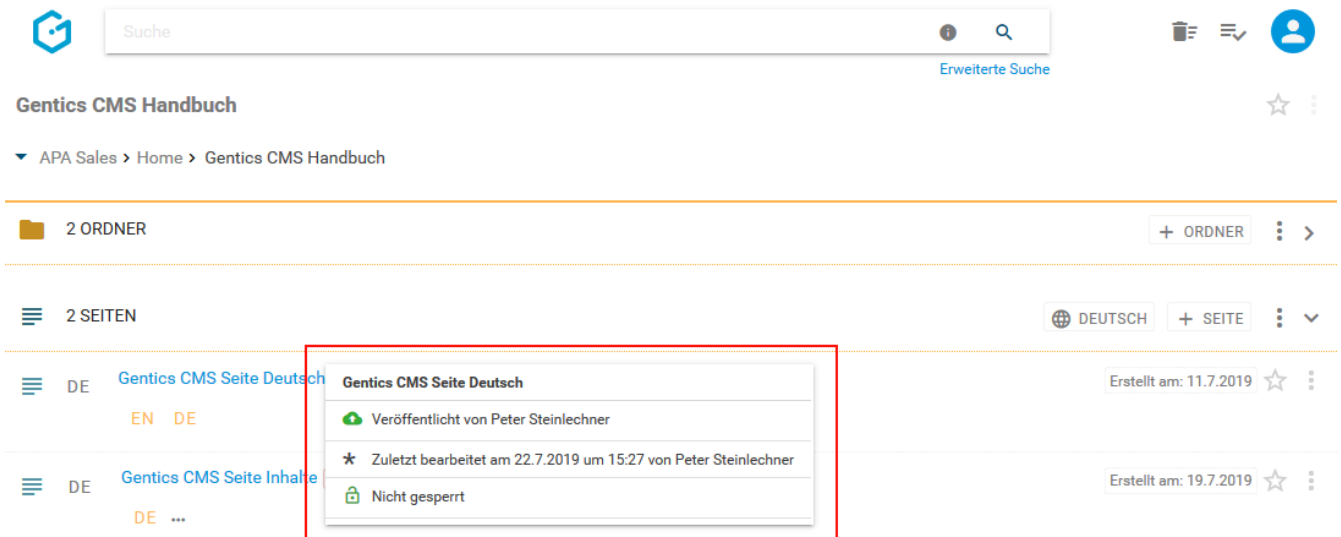 Suche
Erweiterte Suche
Gentics CMS Handbuch
APA Sales > Home > Gentics CMS Handbuch
2 ORDNER
+ ORDNER
2 SEITEN
DEUTSCH
+ SEITE
DE Gentics CMS Seite Deutsch
Erstellt am: 11.7.2019
EN DE
Gentics CMS Seite Deutsch
Veröffentlicht von Peter Steinlechner
* Zuletzt bearbeitet am 22.7.2019 um 15:27 von Peter Steinlechner
Nicht gesperrt
DE Gentics CMS Seite Inhalte
Erstellt am: 19.7.2019
DE ...